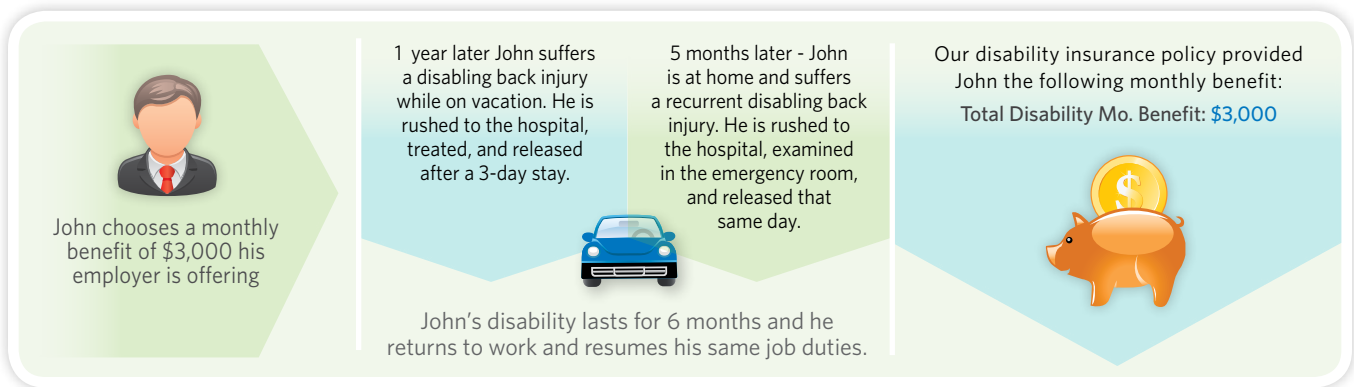 John chooses a monthly
benefit of $3,000 his
employer is offering
1 year later John suffers
a disabling back injury
while on vacation. He is
rushed to the hospital,
treated, and released
after a 3-day stay.
5 months later - John
is at home and suffers
a recurrent disabling back
injury. He is rushed to
the hospital, examined
in the emergency room,
and released that
same day.
John’s disability lasts for 6 months and he
returns to work and resumes his same job duties.
Our disability insurance policy provided
John the following monthly benefit:
Total Disability Mo. Benefit: $3,000
$